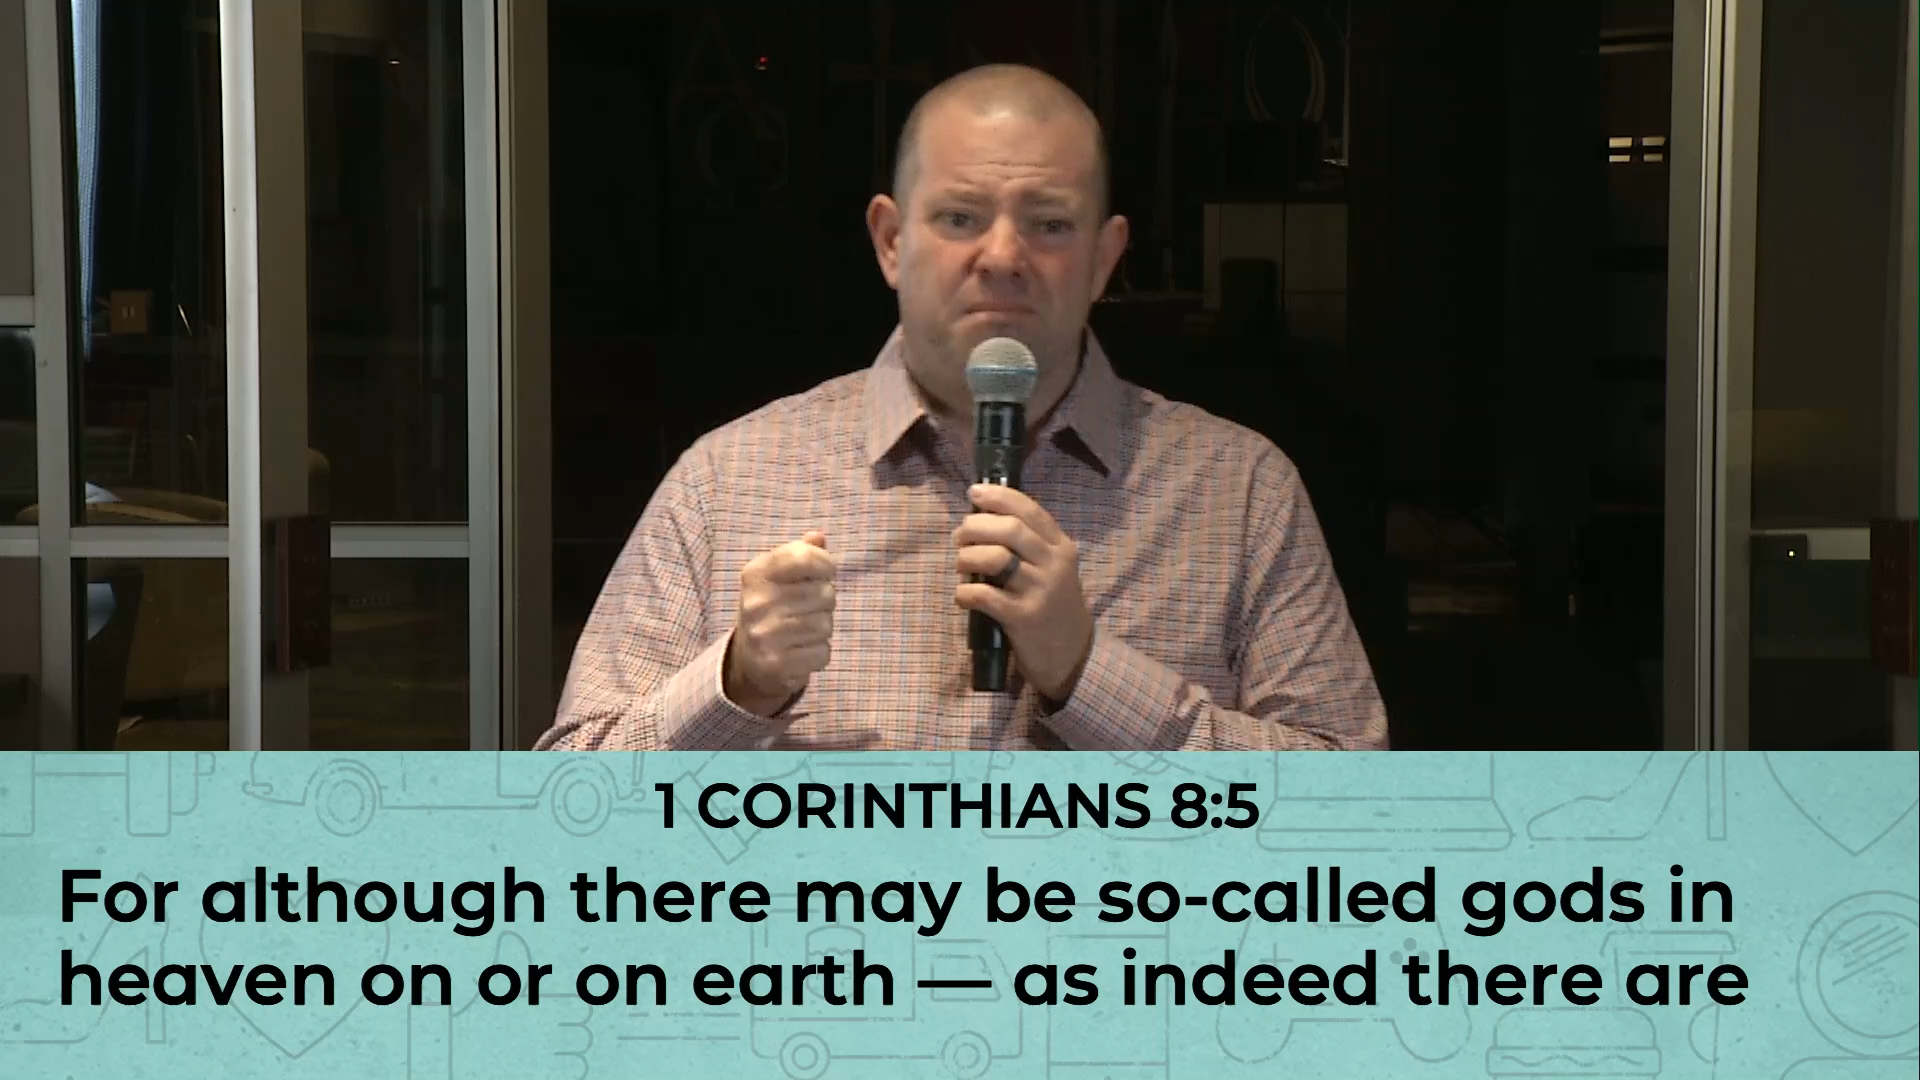 1 CORINTHIANS 8:5
For although there may be so-called gods in
heaven on or on earth — as indeed there are